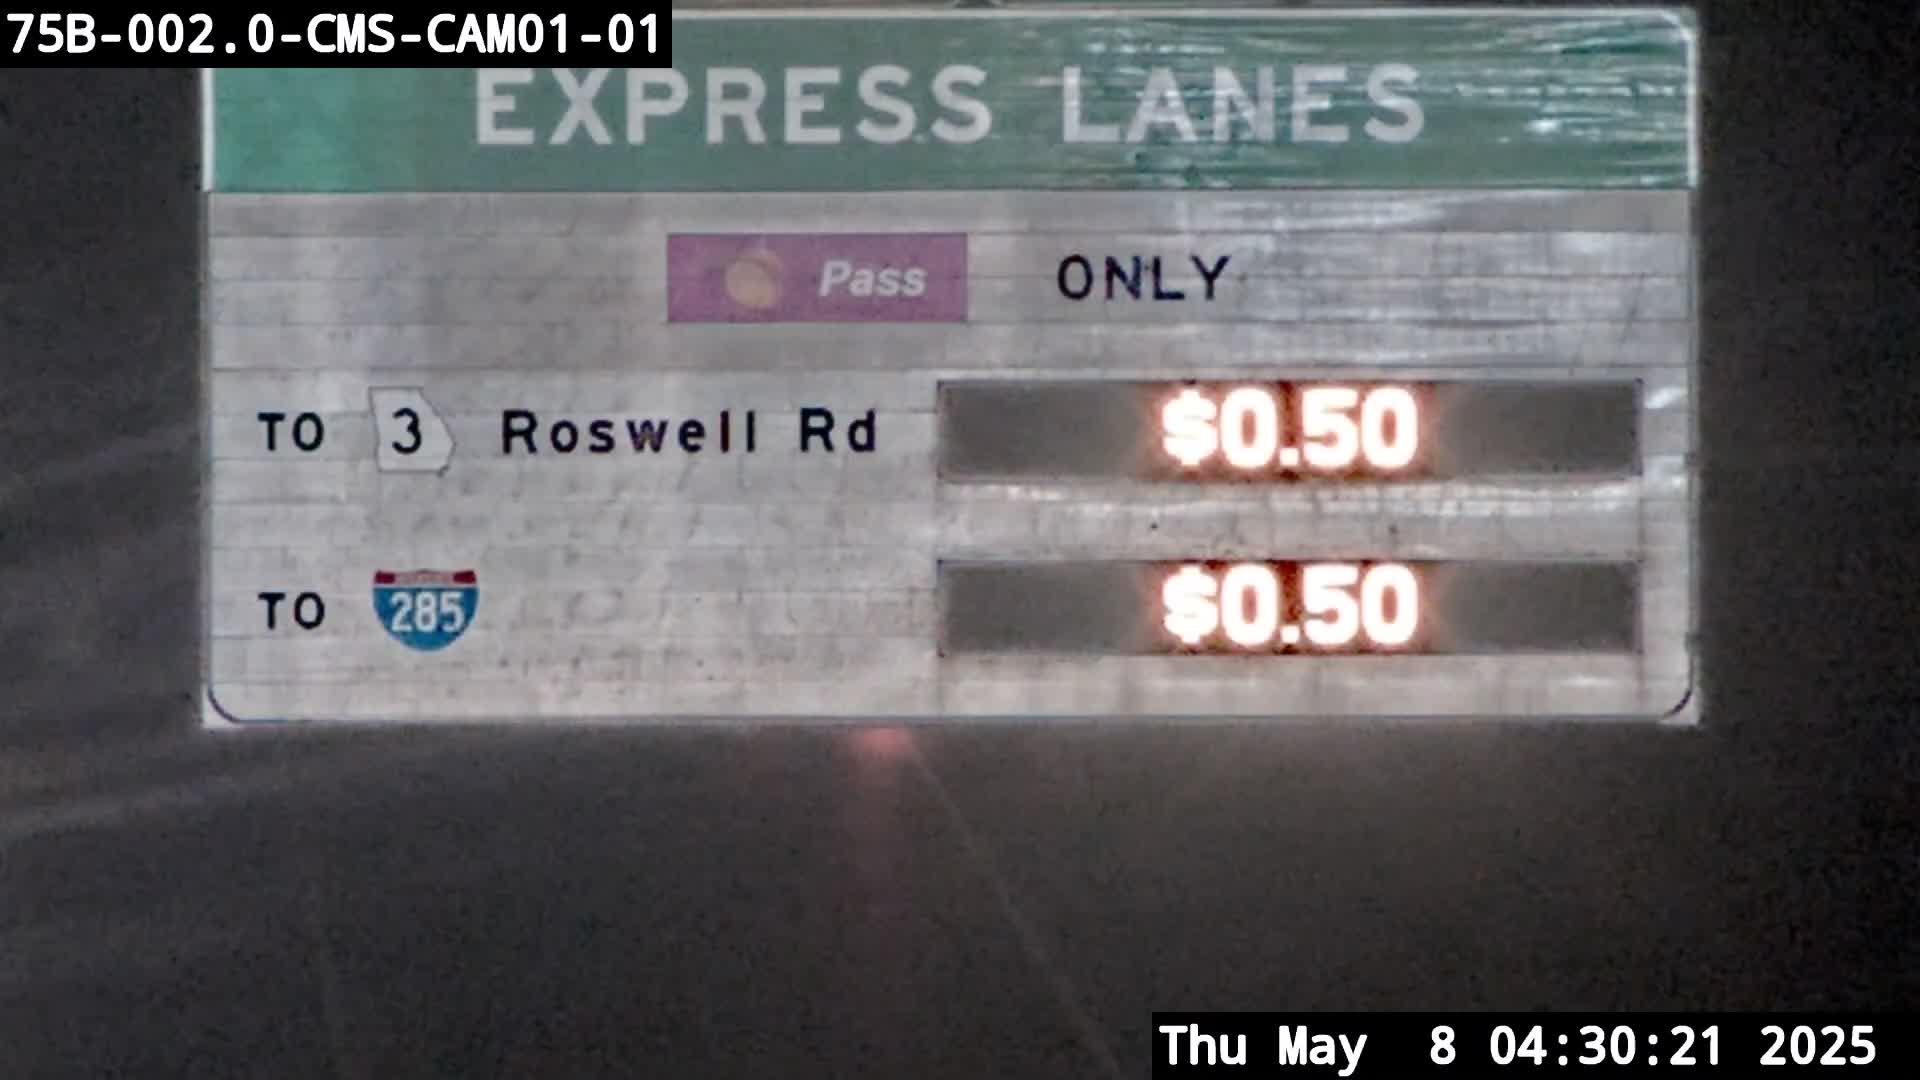 75B-002.0-CMS-CAM01-01
EXPRESS LANES
Pass ONLY
TO 3 Roswell Rd $0.50
TO 285 $0.50
Thu May 8 04:30:21 2025